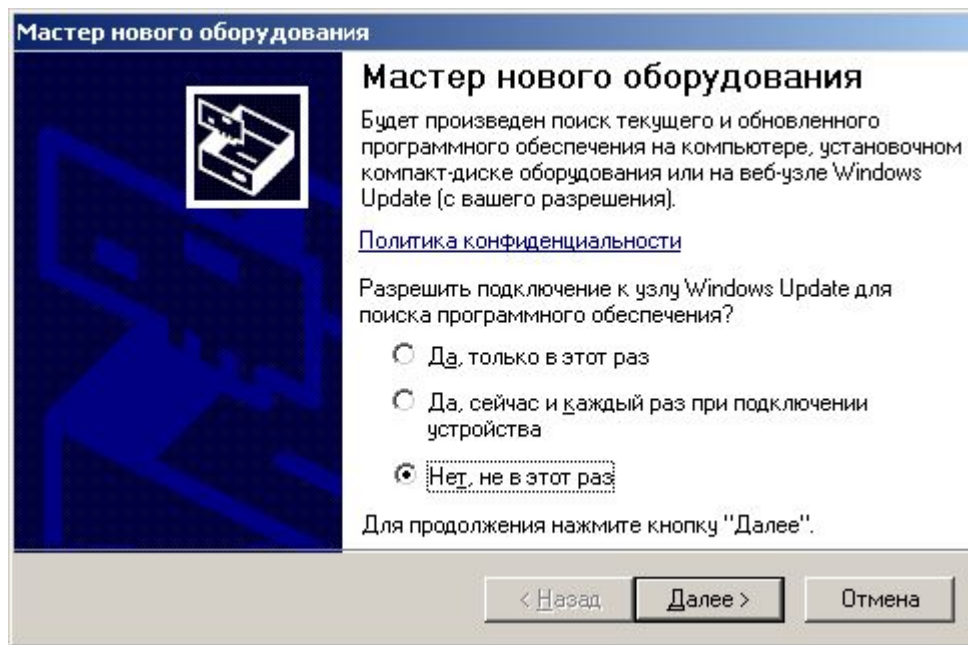 Мастер нового оборудования
Мастер нового оборудования
Будет произведен поиск текущего и обновленного
программного обеспечения на компьютере, установочном
компакт-диске оборудования или на веб-узле Windows
Update (с вашего разрешения).
Политика конфиденциальности
Разрешить подключение к узлу Windows Update для
поиска программного обеспечения?
Да, только в этот раз
Да, сейчас и каждый раз при подключении
устройства
Нет, не в этот раз
Для продолжения нажмите кнопку "Далее".
< Назад Далее > Отмена